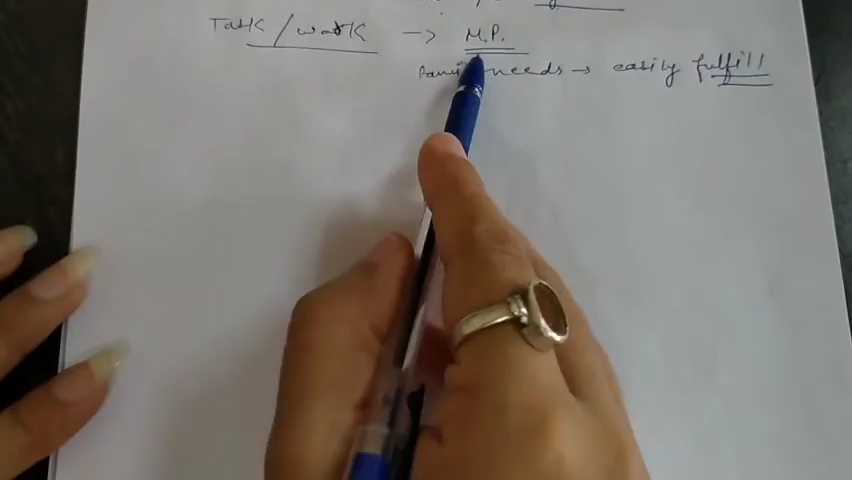 Task / work → M.P.
needs → easily fulfill